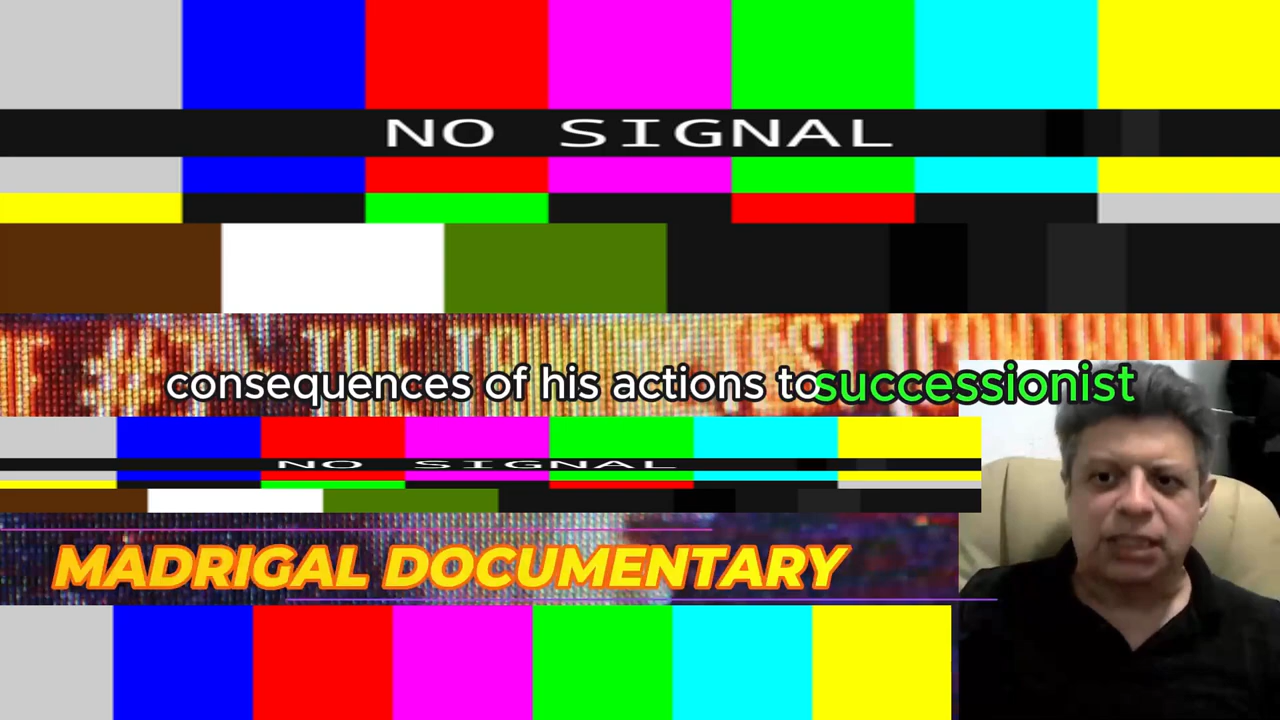 NO SIGNAL
consequences of his actions to successionist
NO SIGNAL
MADRIGAL DOCUMENTARY